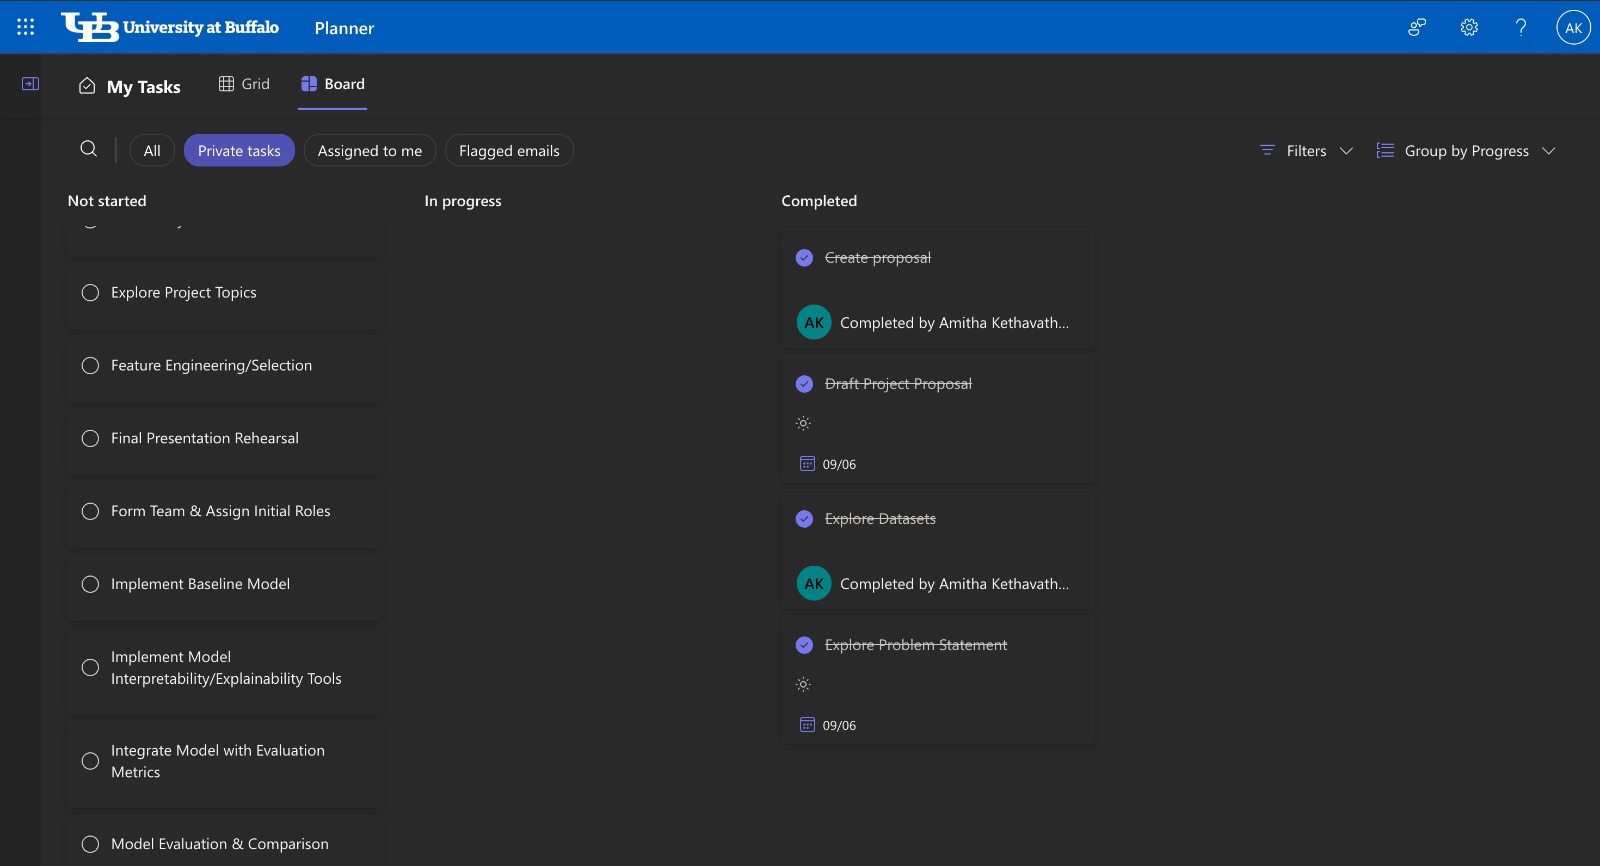 UB University at Buffalo
Planner
?
AK
My Tasks
Grid
Board
All
Private tasks
Assigned to me
Flagged emails
Filters
Group by Progress
Not started
Explore Project Topics
Feature Engineering/Selection
Final Presentation Rehearsal
Form Team & Assign Initial Roles
Implement Baseline Model
Implement Model
Interpretability/Explainability Tools
Integrate Model with Evaluation
Metrics
Model Evaluation & Comparison
In progress
Completed
Create proposal
AK
Completed by Amitha Kethavath...
Draft Project Proposal
09/06
Explore Datasets
AK
Completed by Amitha Kethavath...
Explore Problem Statement
09/06